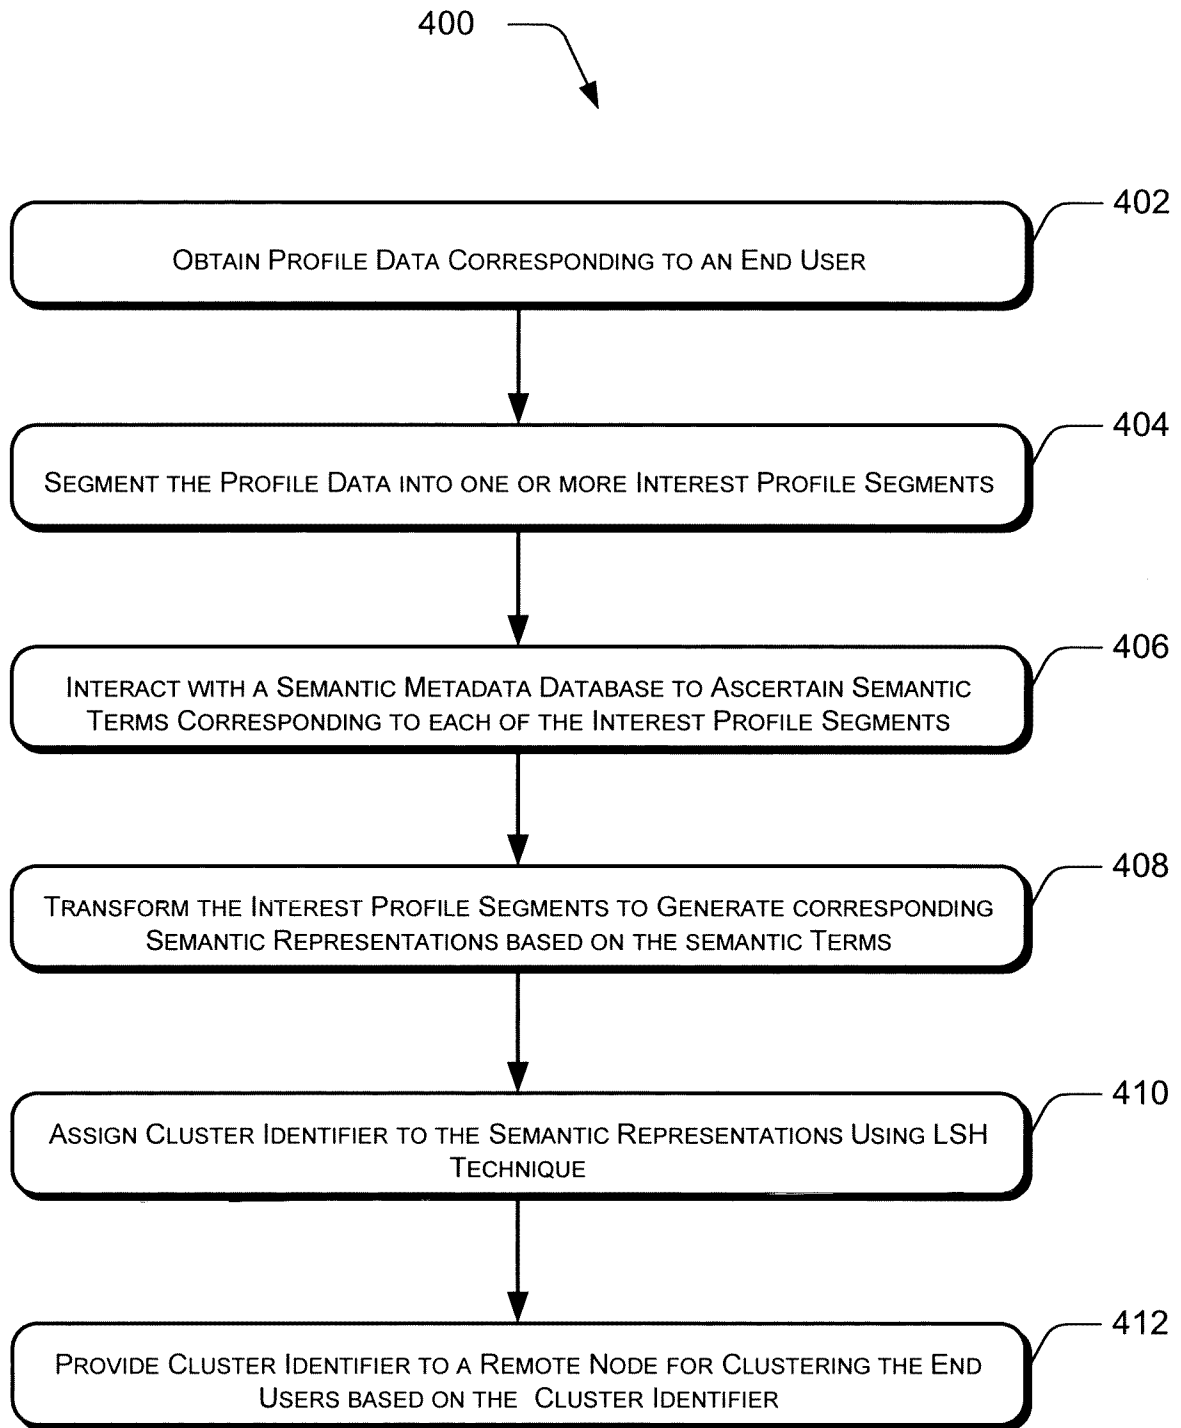 400
402
OBTAIN PROFILE DATA CORRESPONDING TO AN END USER
404
SEGMENT THE PROFILE DATA INTO ONE OR MORE INTEREST PROFILE SEGMENTS
406
INTERACT WITH A SEMANTIC METADATA DATABASE TO ASCERTAIN SEMANTIC
TERMS CORRESPONDING TO EACH OF THE INTEREST PROFILE SEGMENTS
408
TRANSFORM THE INTEREST PROFILE SEGMENTS TO GENERATE CORRESPONDING
SEMANTIC REPRESENTATIONS BASED ON THE SEMANTIC TERMS
410
ASSIGN CLUSTER IDENTIFIER TO THE SEMANTIC REPRESENTATIONS USING LSH
TECHNIQUE
412
PROVIDE CLUSTER IDENTIFIER TO A REMOTE NODE FOR CLUSTERING THE END
USERS BASED ON THE CLUSTER IDENTIFIER